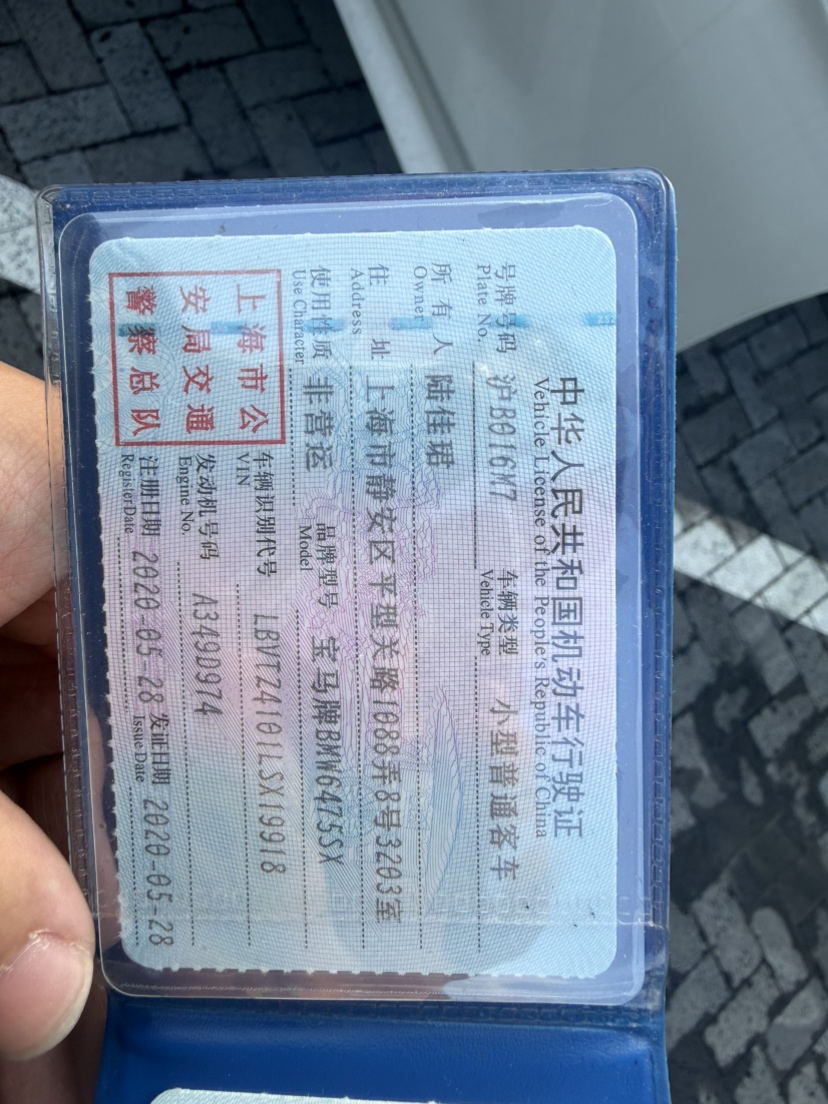 中华人民共和国机动车行驶证
Vehicle License of the People's Republic of China
号牌号码 沪B016M7 车辆类型 小型普通客车
Plate No. Vehicle Type
所有人 陆佳珺
Owner
住址 上海市静安区平型关路1088弄8号3203室
Address
使用性质 非营运 品牌型号 宝马牌BMW6475SX
Use Character Model
上海市公
安局交通
警察总队
车辆识别代号 LBVTZ4101LSX19918
VIN
发动机号码 A349D974
Engine No.
注册日期 2020-05-28 发证日期 2020-05-28
Register Date Issue Date